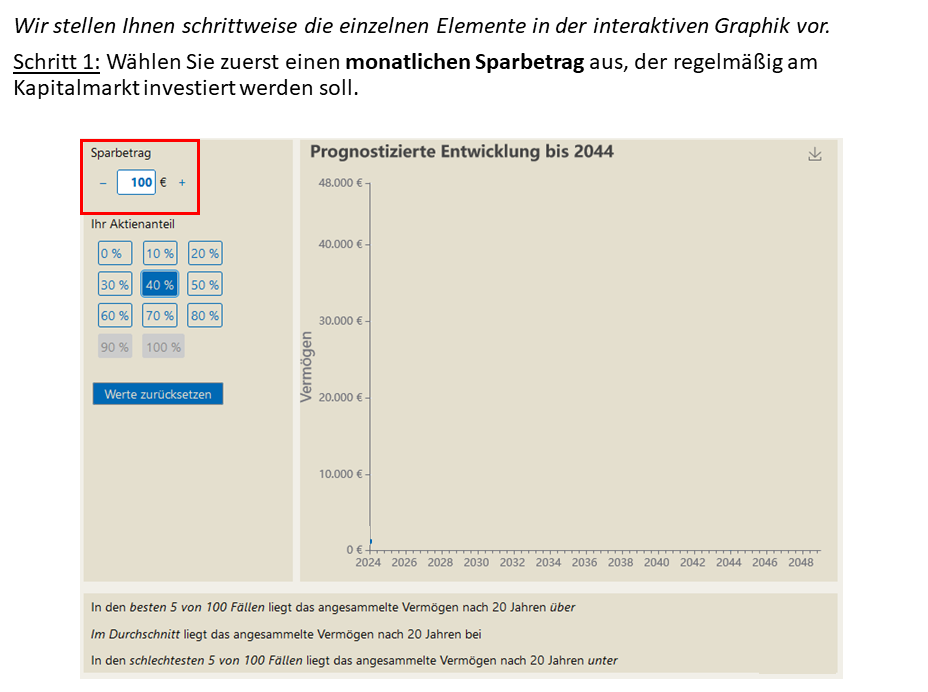 Wir stellen Ihnen schrittweise die einzelnen Elemente in der interaktiven Graphik vor.
Schritt 1: Wählen Sie zuerst einen monatlichen Sparbetrag aus, der regelmäßig am
Kapitalmarkt investiert werden soll.
Sparbetrag
− 100 € +
Ihr Aktienanteil
0 % 10 % 20 %
30 % 40 % 50 %
60 % 70 % 80 %
90 % 100 %
Werte zurücksetzen
Prognostizierte Entwicklung bis 2044
Vermögen
48.000 €
40.000 €
30.000 €
20.000 €
10.000 €
0 €
2024 2026 2028 2030 2032 2034 2036 2038 2040 2042 2044 2046 2048
In den besten 5 von 100 Fällen liegt das angesammelte Vermögen nach 20 Jahren über
Im Durchschnitt liegt das angesammelte Vermögen nach 20 Jahren bei
In den schlechtesten 5 von 100 Fällen liegt das angesammelte Vermögen nach 20 Jahren unter